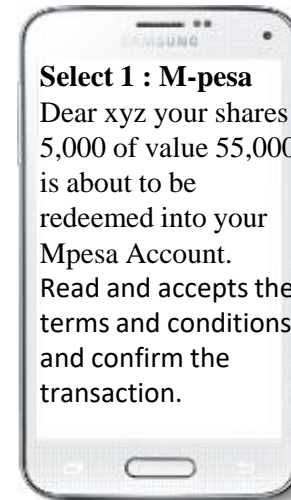 SAMSUNG
Select 1 : M-pesa
Dear xyz your shares
5,000 of value 55,000
is about to be
redeemed into your
Mpesa Account.
Read and accepts the
terms and conditions
and confirm the
transaction.